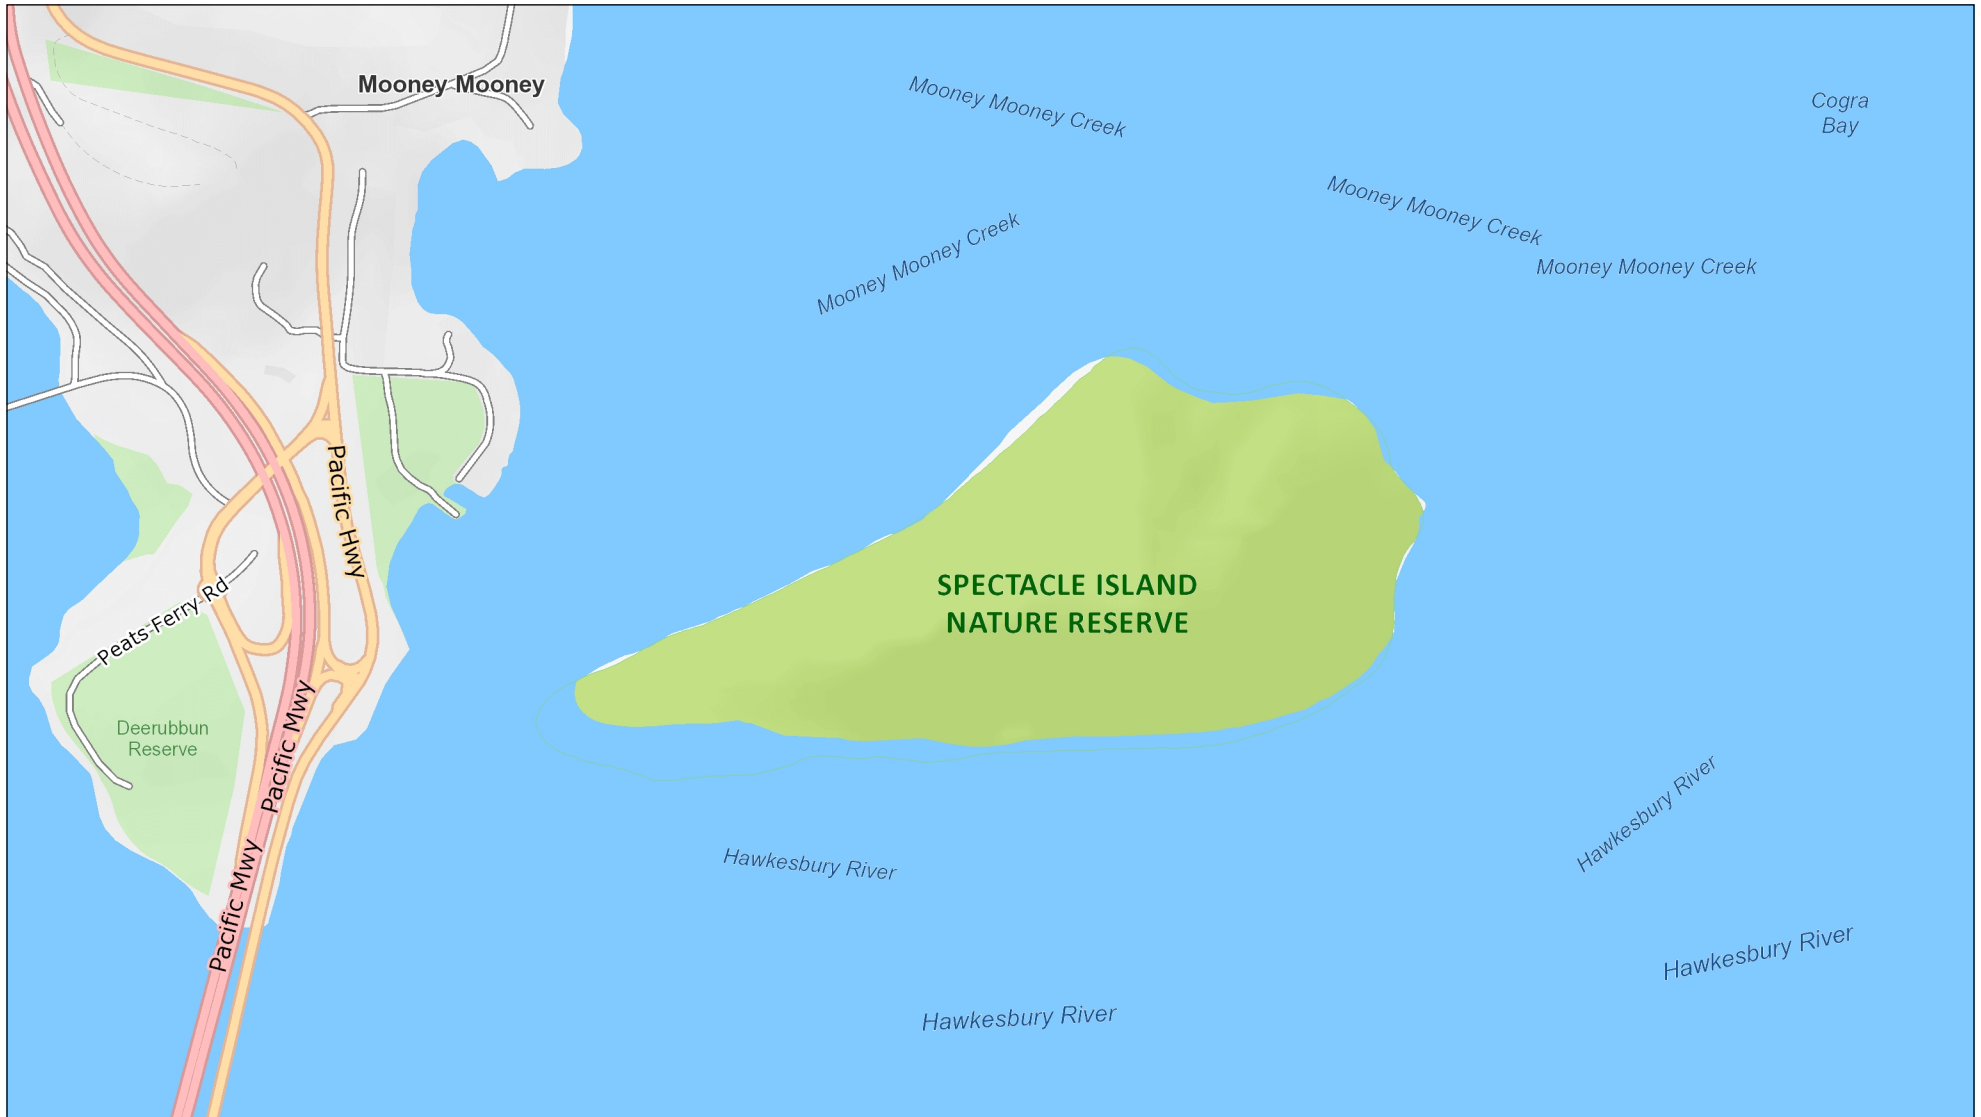 Mooney Mooney
Mooney Mooney Creek
Cogra
Bay
Mooney Mooney Creek
Mooney Mooney Creek
Mooney Mooney Creek
Pacific Hwy
SPECTACLE ISLAND
NATURE RESERVE
Peats Ferry Rd
Deerubbun
Reserve
Pacific Mwy
Pacific Mwy
Hawkesbury River
Hawkesbury River
Hawkesbury River
Hawkesbury River